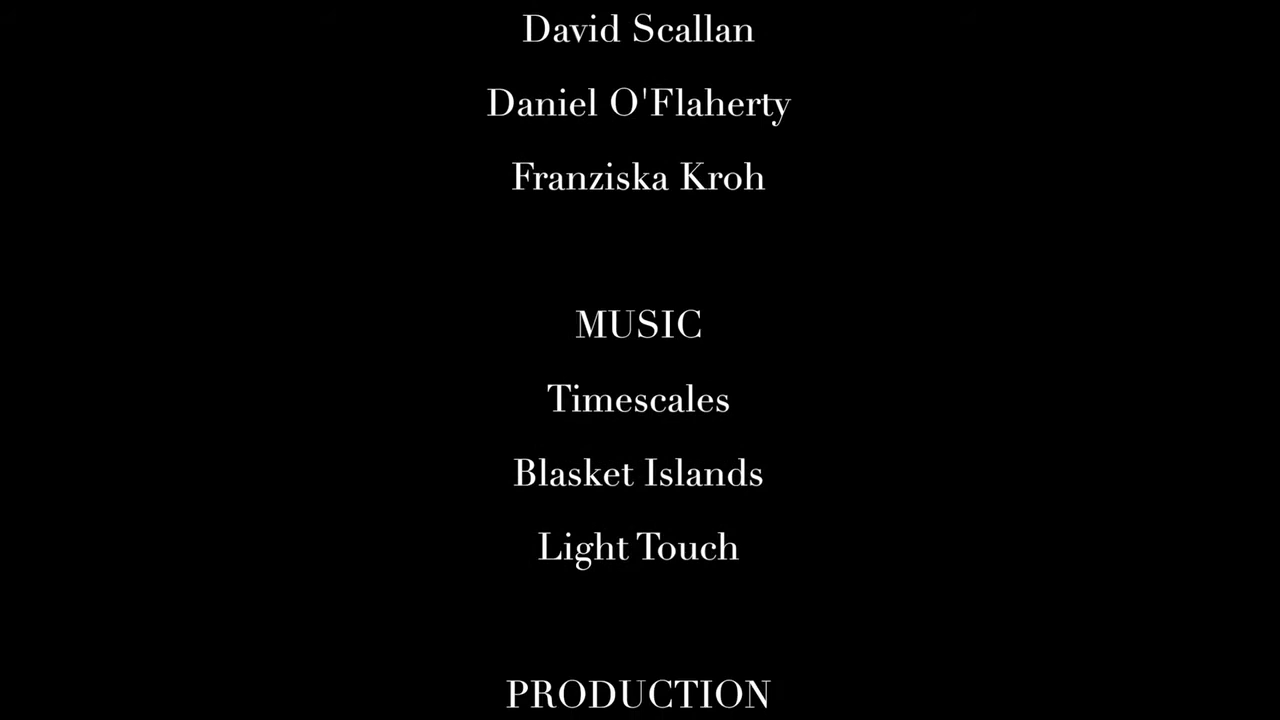 David Scallan
Daniel O'Flaherty
Franziska Kroh
MUSIC
Timescales
Blasket Islands
Light Touch
PRODUCTION